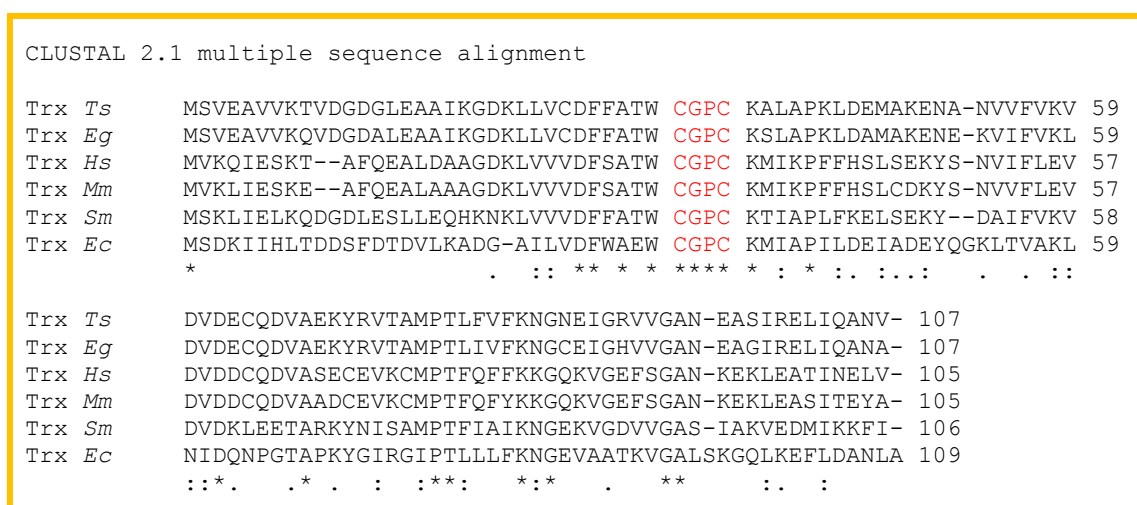 CLUSTAL 2.1 multiple sequence alignment
Trx Ts MSVEAVVKTVDGDGLEAAIKGDKLLVCDFFATW CGPC KALAPKLDEMAKENA-NVVFVKV 59
Trx Eg MSVEAVVKQVDGDALEAAIKGDKLLVVDFFATW CGPC KSLAPKLDAMAKENE-KVIFVKL 59
Trx Hs MVKQIESKT--AFQEALDAAGDKLVVVDFSATW CGPC KMIKPFFHSLSEKYS-NVIFLEV 57
Trx Mm MVKLIESKE--AFQEALAAAGDKLVVVDFSATW CGPC KMIKPFFHSLCDKYS-NVVFLEV 57
Trx Sm MSKLIELKQDGDLESLLEQHKNKLVVVDFFATW CGPC KTIAPLFKELSEKY--DAIFVKV 58
Trx Ec MSDKIIHLTDDSFDTDVLKADG-AILVDFWAEW CGPC KMIAPILDEIADEYQGKLTVAKL 59
* . :: ** * * **** * : * :. :..: . . ::
Trx Ts DVDECQDVAEKYRVTAMPTLFVFKNGNEIGRVVGAN-EASIRELIQANV- 107
Trx Eg DVDECQDVAEKYRVTAMPTLIVFKNGCEIGHVVGAN-EAGIRELIQANA- 107
Trx Hs DVDDCQDVASECEVKCMPTFQFFKKGQKVGEFSGAN-KEKLEATINELV- 105
Trx Mm DVDDCQDVAADCEVKCMPTFQFYKKGQKVGEFSGAN-KEKLEASITEYA- 105
Trx Sm DVDKLEETARKYNISAMPTFIAIKNGEKVGDVVGAS-IAKVEDMIKKFI- 106
Trx Ec NIDQNPGTAPKYGIRGIPTLLLFKNGEVAATKVGALSKGQLKEFLDANLA 109
::*. .* . : :**: *:* . ** :. :